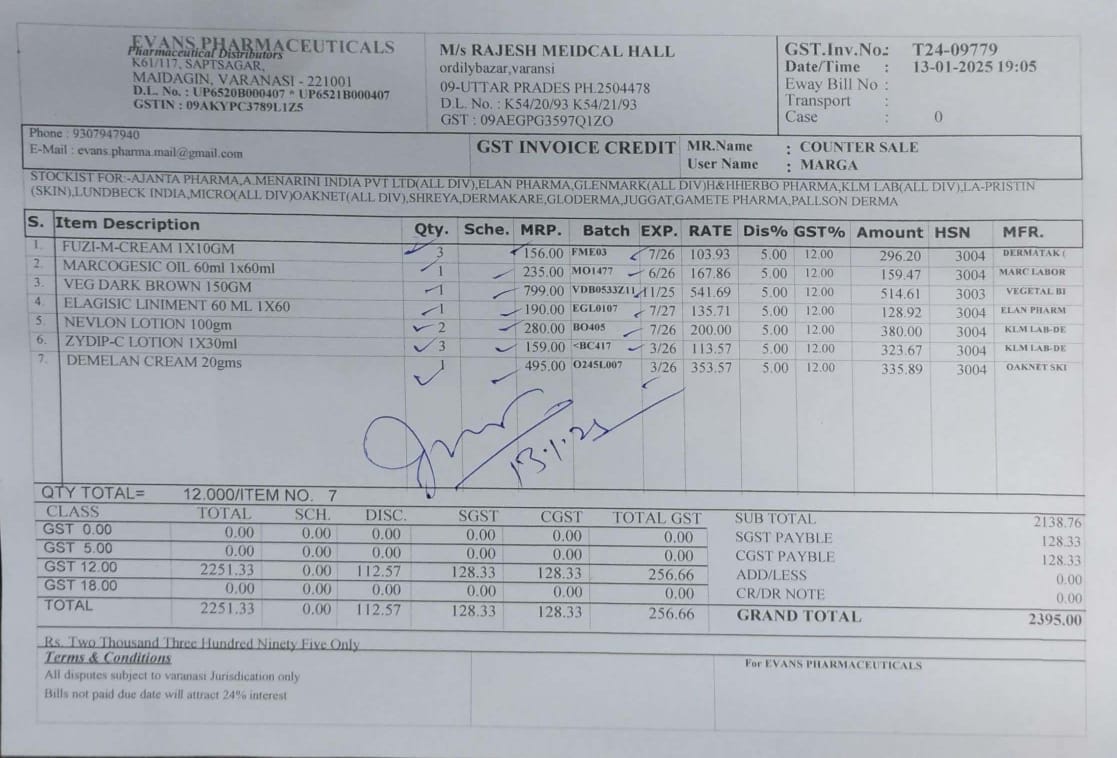 EVANS PHARMACEUTICALS
Pharmaceutical Distributors
K61/117, SAPTSAGAR,
MAIDAGIN, VARANASI - 221001
D.L. No. : UP6520B000407 * UP6521B000407
GSTIN : 09AKYPC3789L1Z5
M/s RAJESH MEIDCAL HALL
ordilybazar,varansi
09-UTTAR PRADES PH.2504478
D.L. No. : K54/20/93 K54/21/93
GST : 09AEGPG3597Q1ZO
GST.Inv.No.: T24-09779
Date/Time : 13-01-2025 19:05
Eway Bill No :
Transport :
Case : 0
Phone : 9307947940
E-Mail : evans.pharma.mail@gmail.com
GST INVOICE CREDIT
MR.Name : COUNTER SALE
User Name : MARGA
STOCKIST FOR:-AJANTA PHARMA,A.MENARINI INDIA PVT LTD(ALL DIV),ELAN PHARMA,GLENMARK(ALL DIV)H&HHERBO PHARMA,KLM LAB(ALL DIV),LA-PRISTIN
(SKIN),LUNDBECK INDIA,MICRO(ALL DIV)OAKNET(ALL DIV),SHREYA,DERMAKARE,GLODERMA,JUGGAT,GAMETE PHARMA,PALLSON DERMA
S. Item Description Qty. Sche. MRP. Batch EXP. RATE Dis% GST% Amount HSN MFR.
1. FUZI-M-CREAM 1X10GM 3 156.00 FME03 7/26 103.93 5.00 12.00 296.20 3004 DERMATAK (
2. MARCOGESIC OIL 60ml 1x60ml 1 235.00 MO1477 6/26 167.86 5.00 12.00 159.47 3004 MARC LABOR
3. VEG DARK BROWN 150GM 1 799.00 VDB0533Z11 11/25 541.69 5.00 12.00 514.61 3003 VEGETAL BI
4. ELAGISIC LINIMENT 60 ML 1X60 1 190.00 EGL0107 7/27 135.71 5.00 12.00 128.92 3004 ELAN PHARM
5. NEVLON LOTION 100gm 2 280.00 BO405 7/26 200.00 5.00 12.00 380.00 3004 KLM LAB-DE
6. ZYDIP-C LOTION 1X30ml 3 159.00 <BC417 3/26 113.57 5.00 12.00 323.67 3004 KLM LAB-DE
7. DEMELAN CREAM 20gms 1 495.00 O245L007 3/26 353.57 5.00 12.00 335.89 3004 OAKNET SKI
13.1.25
QTY TOTAL= 12.000/ITEM NO. 7
CLASS TOTAL SCH. DISC. SGST CGST TOTAL GST
GST 0.00 0.00 0.00 0.00 0.00 0.00 0.00
GST 5.00 0.00 0.00 0.00 0.00 0.00 0.00
GST 12.00 2251.33 0.00 112.57 128.33 128.33 256.66
GST 18.00 0.00 0.00 0.00 0.00 0.00 0.00
TOTAL 2251.33 0.00 112.57 128.33 128.33 256.66
SUB TOTAL 2138.76
SGST PAYBLE 128.33
CGST PAYBLE 128.33
ADD/LESS 0.00
CR/DR NOTE 0.00
GRAND TOTAL 2395.00
Rs. Two Thousand Three Hundred Ninety Five Only
Terms & Conditions
All disputes subject to varanasi Jurisdication only
Bills not paid due date will attract 24% interest
For EVANS PHARMACEUTICALS